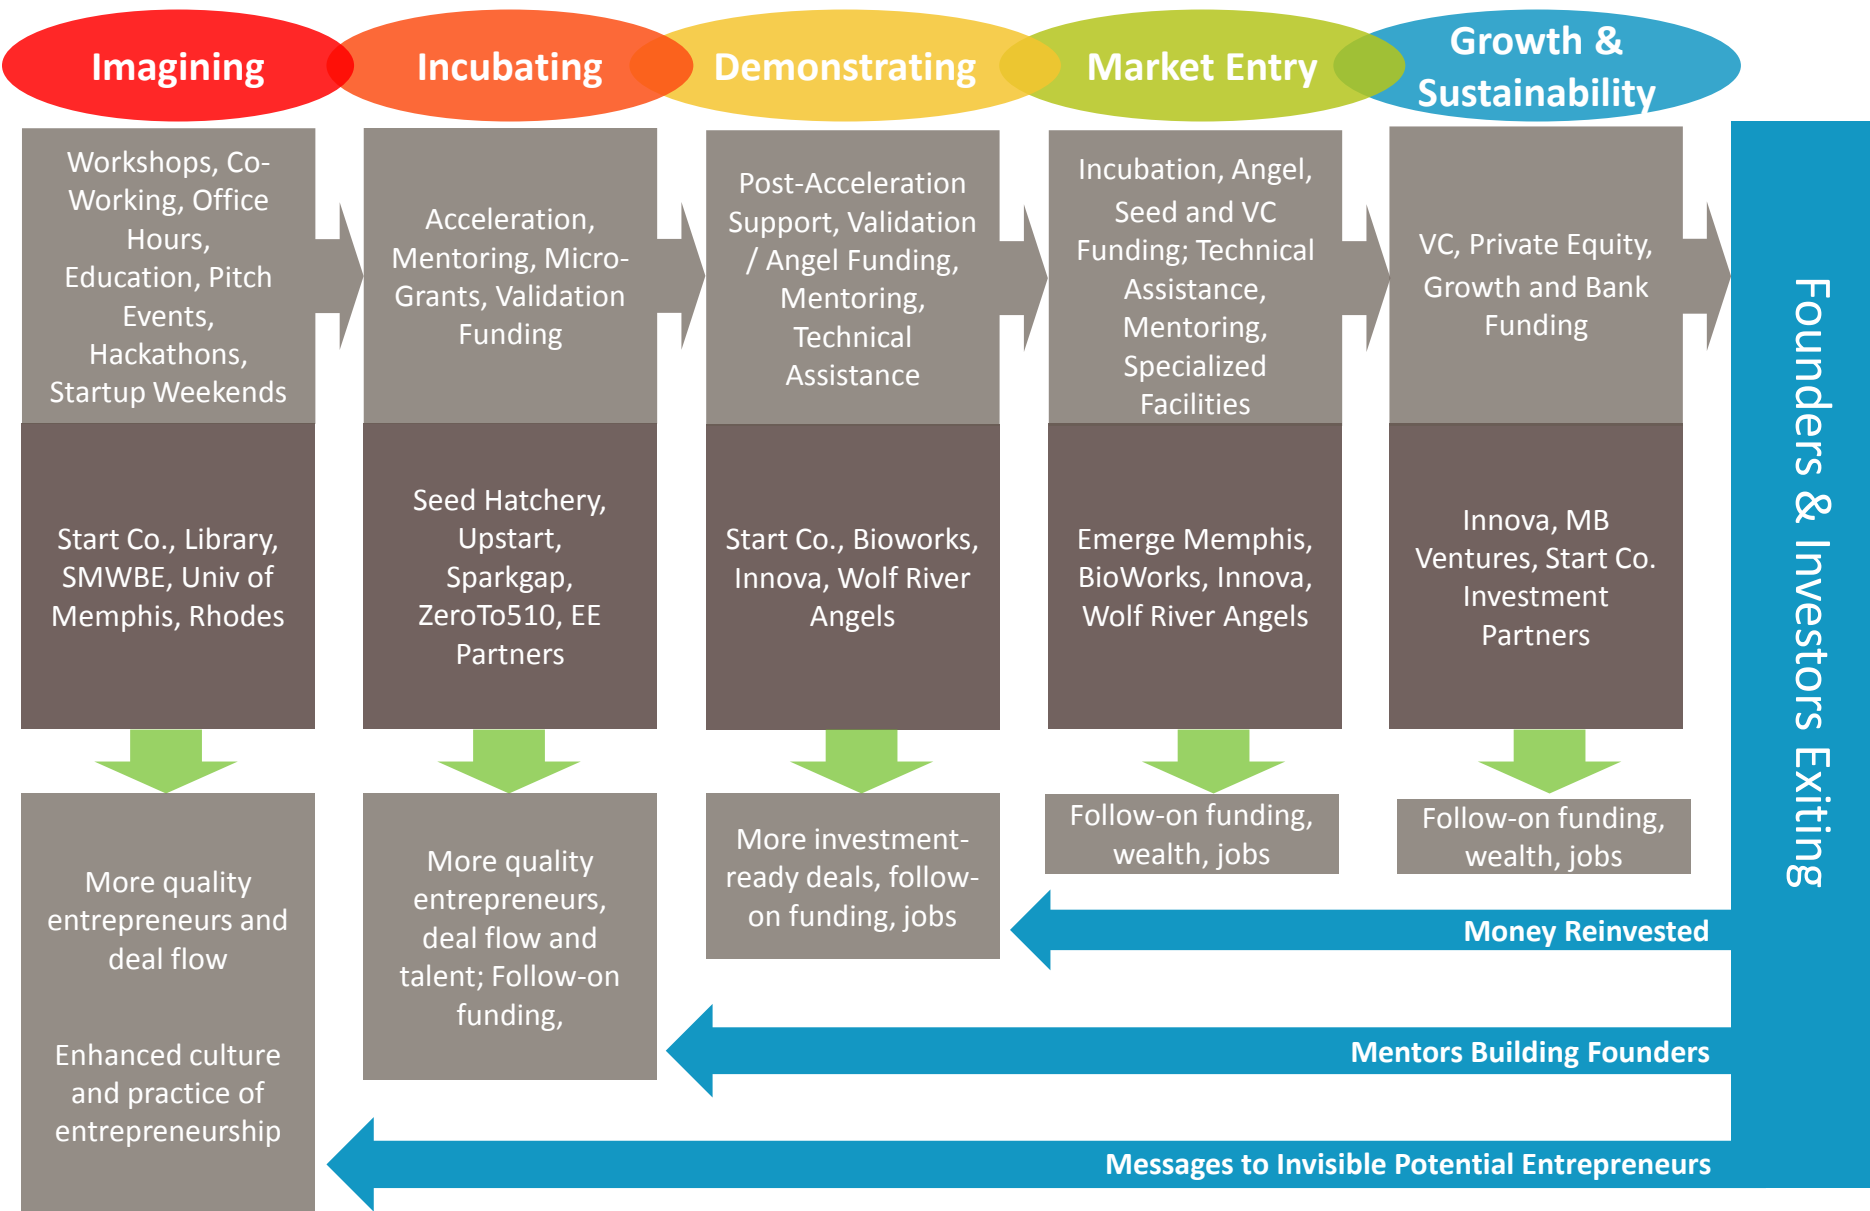 Imagining
Incubating
Demonstrating
Market Entry
Growth &
Sustainability
Workshops, Co-
Working, Office
Hours,
Education, Pitch
Events,
Hackathons,
Startup Weekends
Acceleration,
Mentoring, Micro-
Grants, Validation
Funding
Post-Acceleration
Support, Validation
/ Angel Funding,
Mentoring,
Technical
Assistance
Incubation, Angel,
Seed and VC
Funding; Technical
Assistance,
Mentoring,
Specialized
Facilities
VC, Private Equity,
Growth and Bank
Funding
Start Co., Library,
SMWBE, Univ of
Memphis, Rhodes
Seed Hatchery,
Upstart,
Sparkgap,
ZeroTo510, EE
Partners
Start Co., Bioworks,
Innova, Wolf River
Angels
Emerge Memphis,
BioWorks, Innova,
Wolf River Angels
Innova, MB
Ventures, Start Co.
Investment
Partners
More quality
entrepreneurs and
deal flow
Enhanced culture
and practice of
entrepreneurship
More quality
entrepreneurs,
deal flow and
talent; Follow-on
funding,
More investment-
ready deals, follow-
on funding, jobs
Follow-on funding,
wealth, jobs
Follow-on funding,
wealth, jobs
Founders & Investors Exiting
Money Reinvested
Mentors Building Founders
Messages to Invisible Potential Entrepreneurs